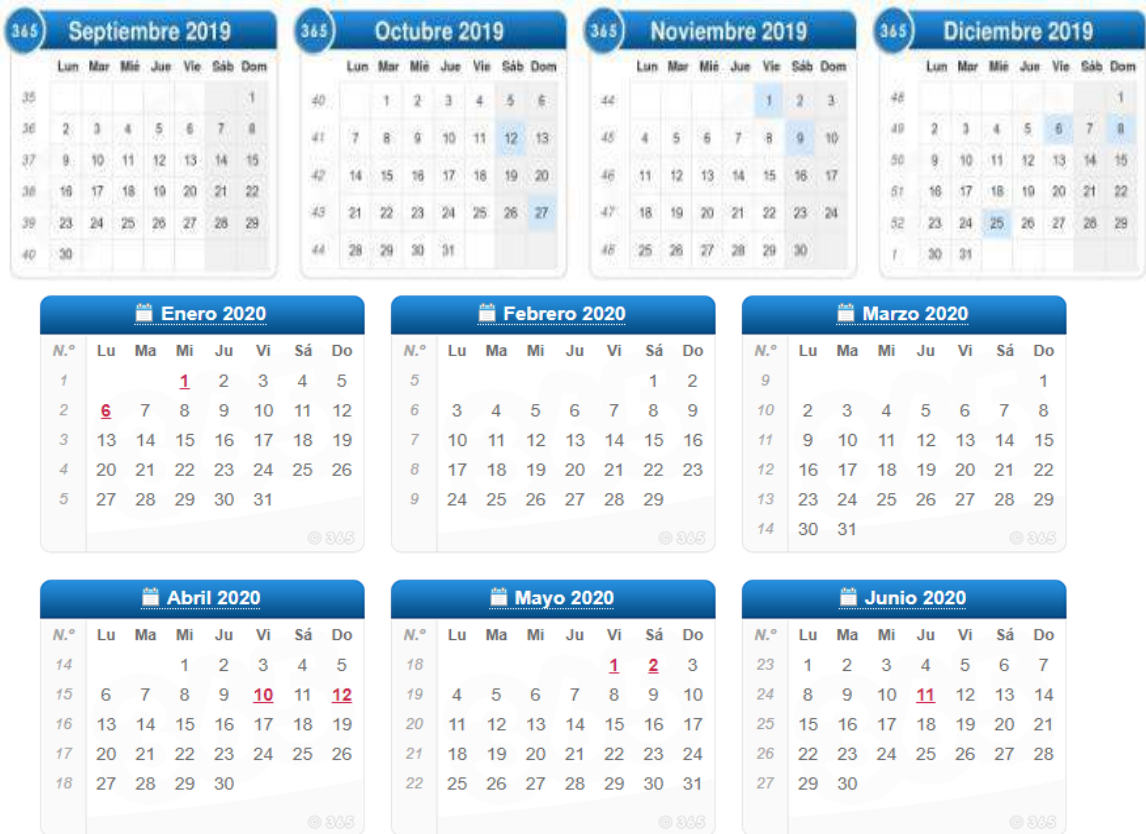 365 Septiembre 2019
Lun Mar Mié Jue Vie Sáb Dom
35 1
36 2 3 4 5 6 7 8
37 9 10 11 12 13 14 15
38 16 17 18 19 20 21 22
39 23 24 25 26 27 28 29
40 30
365 Octubre 2019
Lun Mar Mié Jue Vie Sáb Dom
40 1 2 3 4 5 6
41 7 8 9 10 11 12 13
42 14 15 16 17 18 19 20
43 21 22 23 24 25 26 27
44 28 29 30 31
365 Noviembre 2019
Lun Mar Mié Jue Vie Sáb Dom
44 1 2 3
45 4 5 6 7 8 9 10
46 11 12 13 14 15 16 17
47 18 19 20 21 22 23 24
48 25 26 27 28 29 30
365 Diciembre 2019
Lun Mar Mié Jue Vie Sáb Dom
48 1
49 2 3 4 5 6 7 8
50 9 10 11 12 13 14 15
51 16 17 18 19 20 21 22
52 23 24 25 26 27 28 29
1 30 31
Enero 2020
N.º Lu Ma Mi Ju Vi Sá Do
1 1 2 3 4 5
2 6 7 8 9 10 11 12
3 13 14 15 16 17 18 19
4 20 21 22 23 24 25 26
5 27 28 29 30 31
© 365
Febrero 2020
N.º Lu Ma Mi Ju Vi Sá Do
5 1 2
6 3 4 5 6 7 8 9
7 10 11 12 13 14 15 16
8 17 18 19 20 21 22 23
9 24 25 26 27 28 29
© 365
Marzo 2020
N.º Lu Ma Mi Ju Vi Sá Do
9 1
10 2 3 4 5 6 7 8
11 9 10 11 12 13 14 15
12 16 17 18 19 20 21 22
13 23 24 25 26 27 28 29
14 30 31
© 365
Abril 2020
N.º Lu Ma Mi Ju Vi Sá Do
14 1 2 3 4 5
15 6 7 8 9 10 11 12
16 13 14 15 16 17 18 19
17 20 21 22 23 24 25 26
18 27 28 29 30
© 365
Mayo 2020
N.º Lu Ma Mi Ju Vi Sá Do
18 1 2 3
19 4 5 6 7 8 9 10
20 11 12 13 14 15 16 17
21 18 19 20 21 22 23 24
22 25 26 27 28 29 30 31
© 365
Junio 2020
N.º Lu Ma Mi Ju Vi Sá Do
23 1 2 3 4 5 6 7
24 8 9 10 11 12 13 14
25 15 16 17 18 19 20 21
26 22 23 24 25 26 27 28
27 29 30
© 365